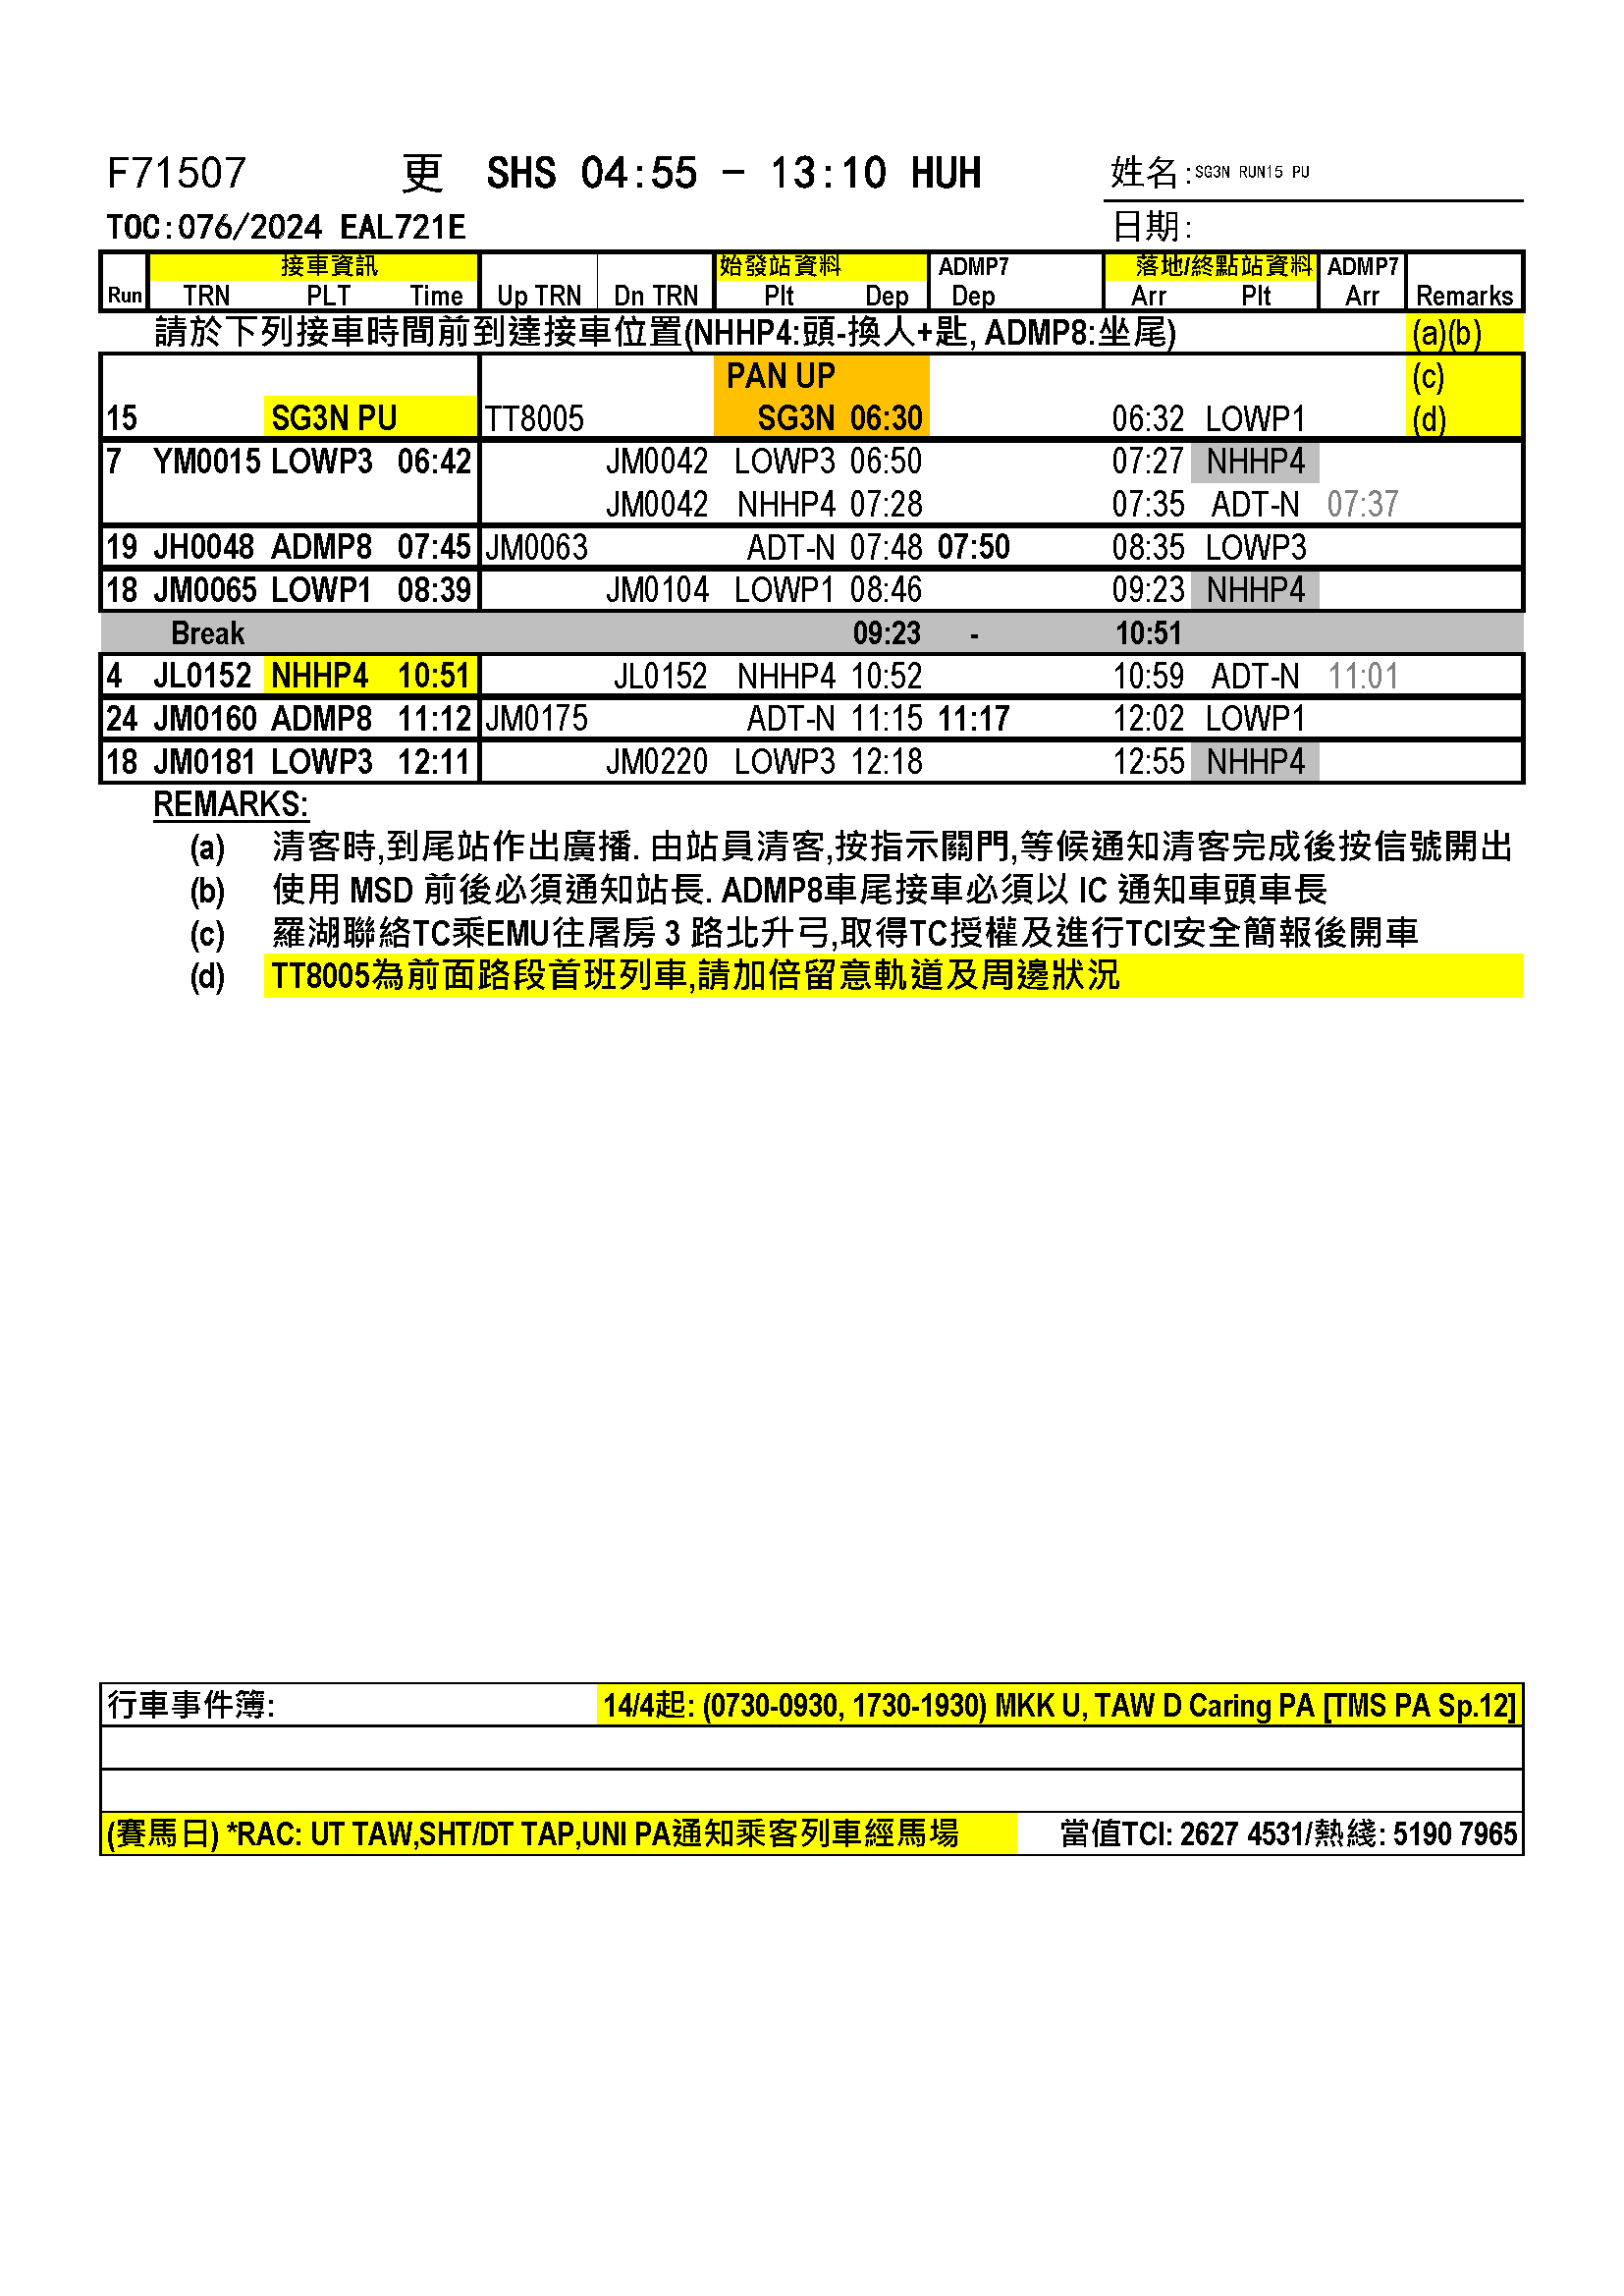 F71507 更 SHS 04:55 - 13:10 HUH 姓名:SG3N RUN15 PU
TOC:076/2024 EAL721E 日期:
接車資訊 始發站資料 ADMP7 落地/終點站資料 ADMP7
Run TRN PLT Time Up TRN Dn TRN Plt Dep Dep Arr Plt Arr Remarks
請於下列接車時間前到達接車位置(NHHP4:頭-換人+匙, ADMP8:坐尾) (a)(b)
PAN UP (c)
15 SG3N PU TT8005 SG3N 06:30 06:32 LOWP1 (d)
7 YM0015 LOWP3 06:42 JM0042 LOWP3 06:50 07:27 NHHP4
JM0042 NHHP4 07:28 07:35 ADT-N 07:37
19 JH0048 ADMP8 07:45 JM0063 ADT-N 07:48 07:50 08:35 LOWP3
18 JM0065 LOWP1 08:39 JM0104 LOWP1 08:46 09:23 NHHP4
Break 09:23 - 10:51
4 JL0152 NHHP4 10:51 JL0152 NHHP4 10:52 10:59 ADT-N 11:01
24 JM0160 ADMP8 11:12 JM0175 ADT-N 11:15 11:17 12:02 LOWP1
18 JM0181 LOWP3 12:11 JM0220 LOWP3 12:18 12:55 NHHP4
REMARKS:
(a) 清客時,到尾站作出廣播. 由站員清客,按指示關門,等候通知清客完成後按信號開出
(b) 使用 MSD 前後必須通知站長. ADMP8車尾接車必須以 IC 通知車頭車長
(c) 羅湖聯絡TC乘EMU往屠房 3 路北升弓,取得TC授權及進行TCI安全簡報後開車
(d) TT8005為前面路段首班列車,請加倍留意軌道及周邊狀況
行車事件簿: 14/4起: (0730-0930, 1730-1930) MKK U, TAW D Caring PA [TMS PA Sp.12]
(賽馬日) *RAC: UT TAW,SHT/DT TAP,UNI PA通知乘客列車經馬場 當值TCI: 2627 4531/熱綫: 5190 7965